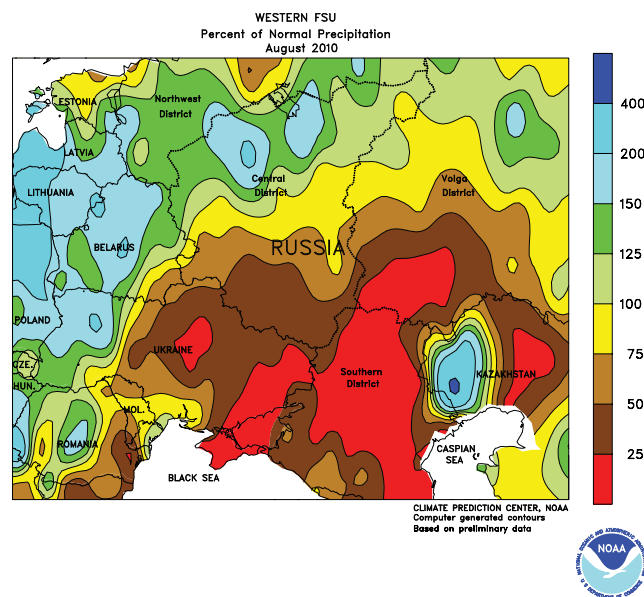 WESTERN FSU
Percent of Normal Precipitation
August 2010
ESTONIA
Northwest
District
LATVIA
LITHUANIA
Central
District
Volga
District
RUSSIA
BELARUS
POLAND
UKRAINE
CZE.
HUN.
Southern
District
KAZAKHSTAN
MOL.
ROMANIA
BLACK SEA
CASPIAN
SEA
400
200
150
125
100
75
50
25
CLIMATE PREDICTION CENTER, NOAA
Computer generated contours
Based on preliminary data
NOAA